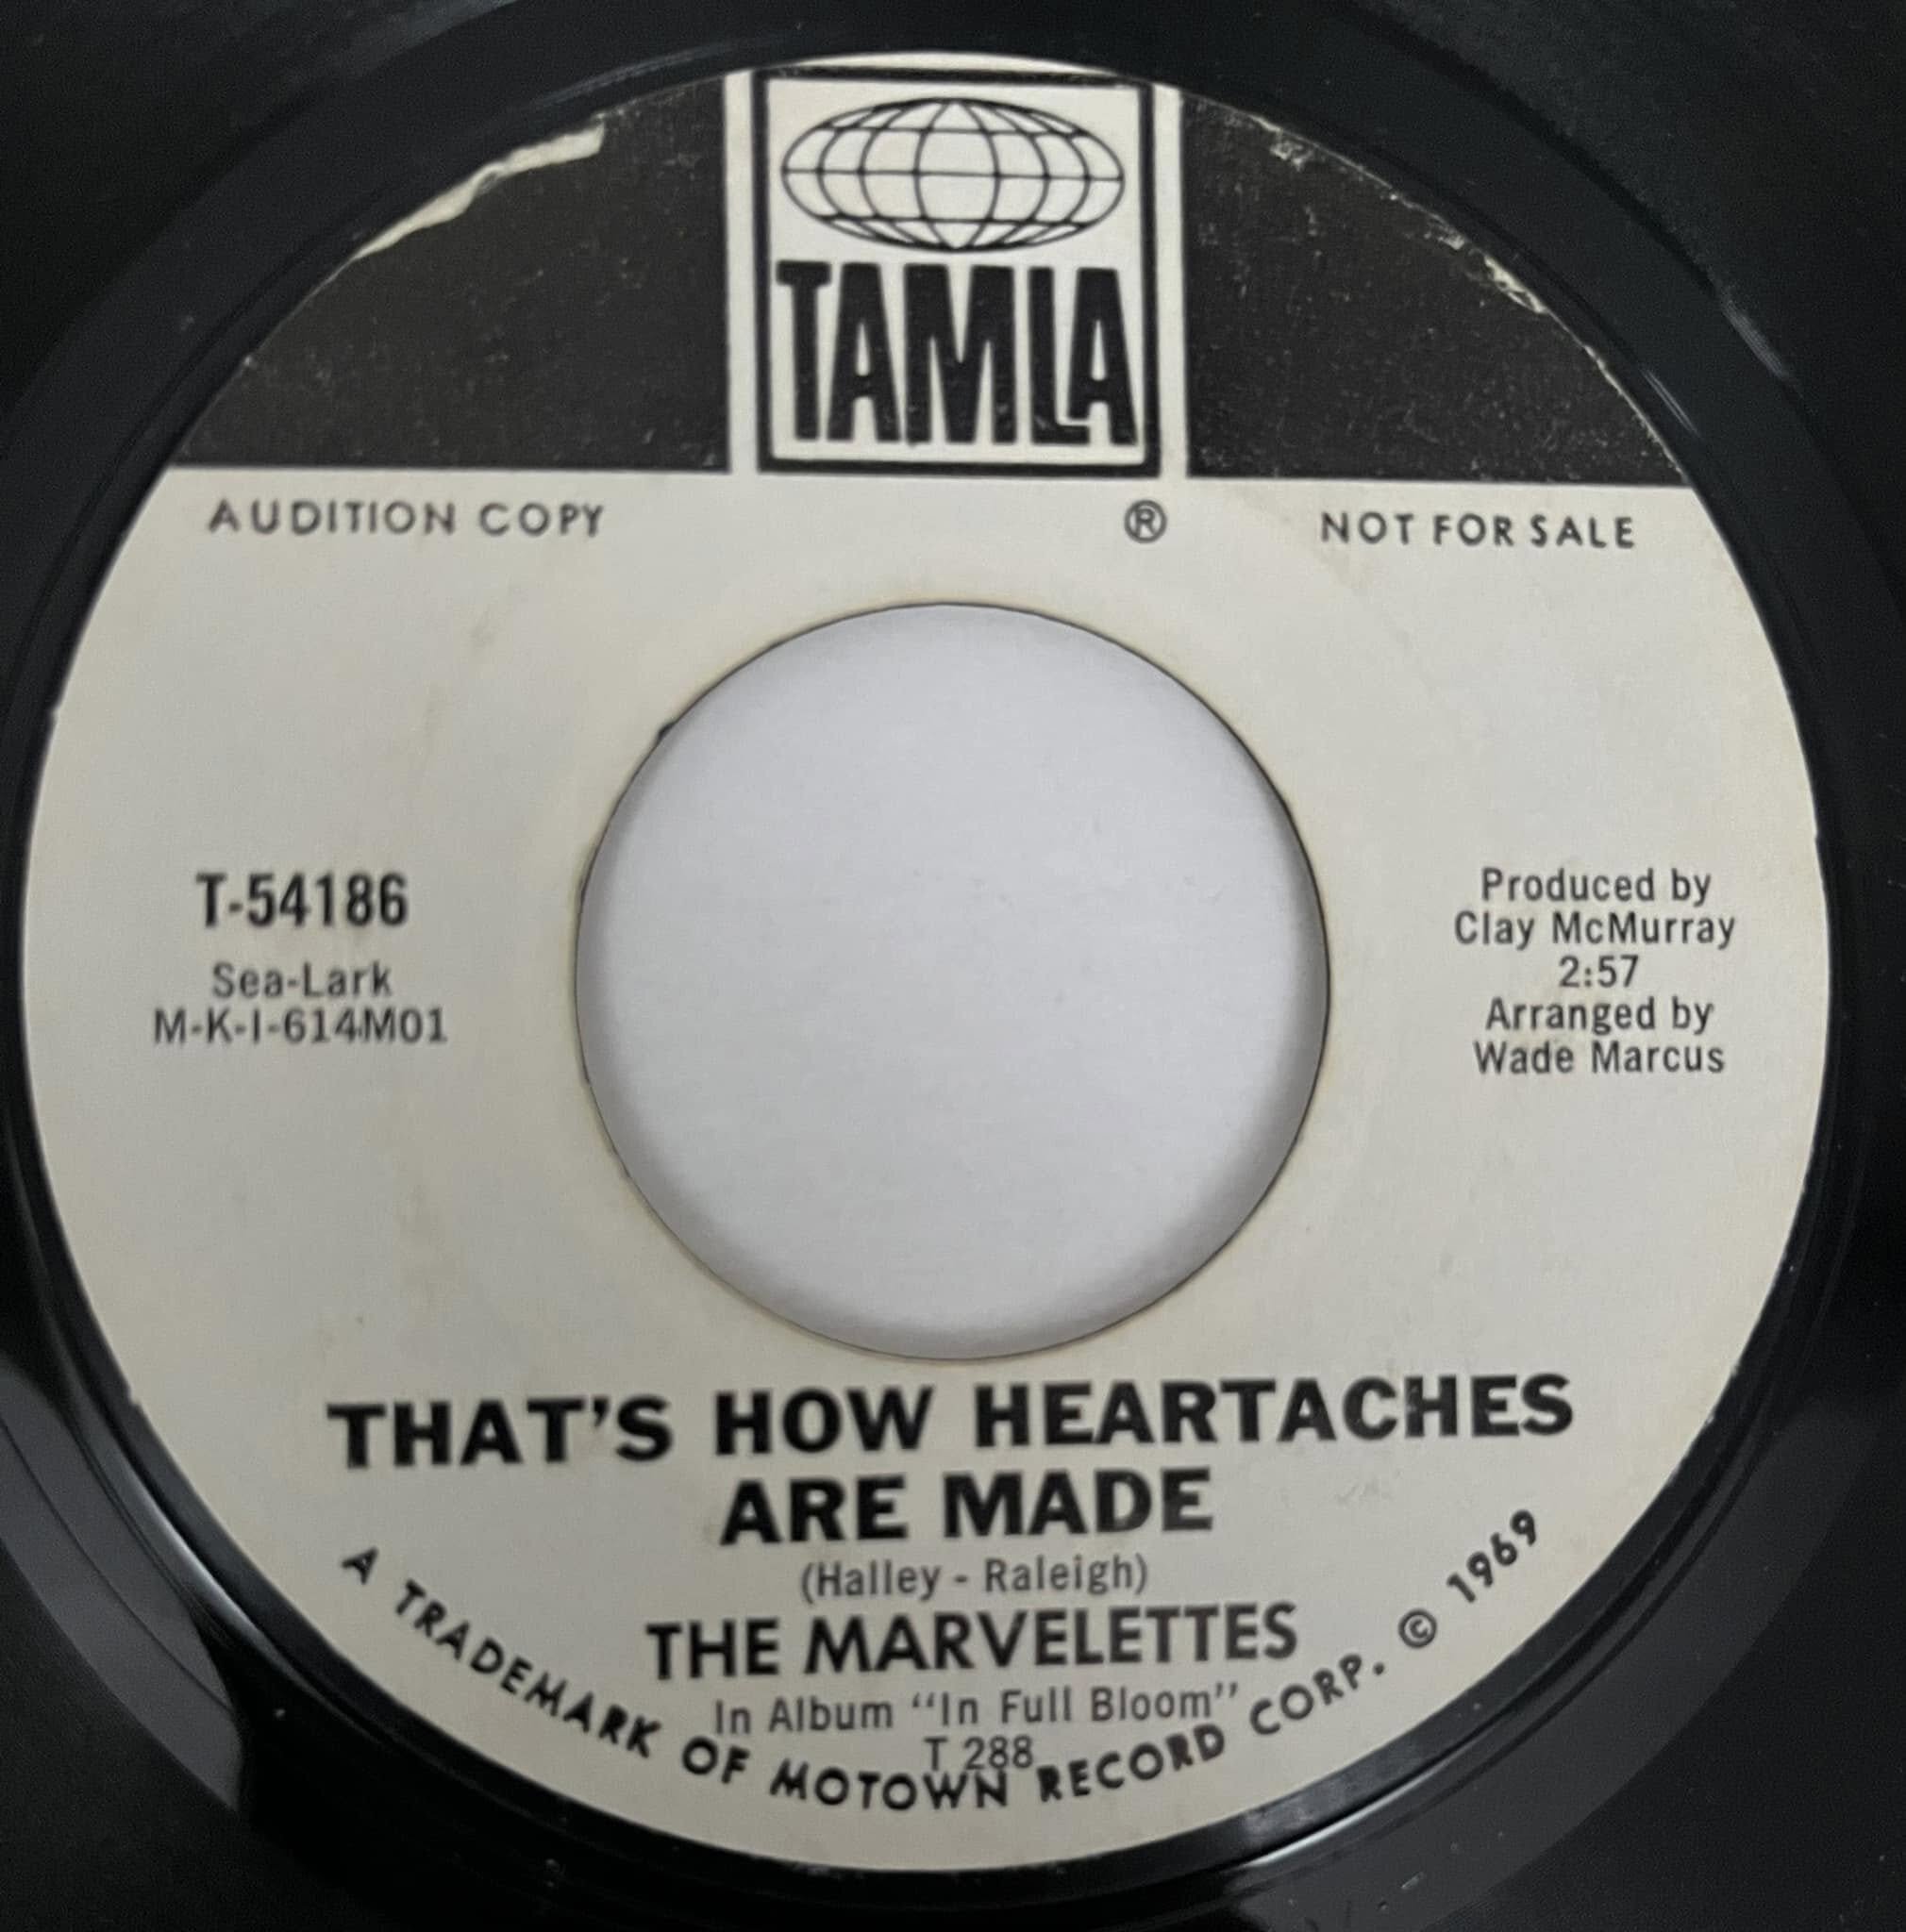 TAMLA
AUDITION COPY
®
NOT FOR SALE
T-54186
Sea-Lark
M-K-I-614M01
Produced by
Clay McMurray
2:57
Arranged by
Wade Marcus
THAT'S HOW HEARTACHES
ARE MADE
(Halley - Raleigh)
THE MARVELETTES
In Album "In Full Bloom"
T 288
A TRADEMARK OF MOTOWN RECORD CORP. © 1969